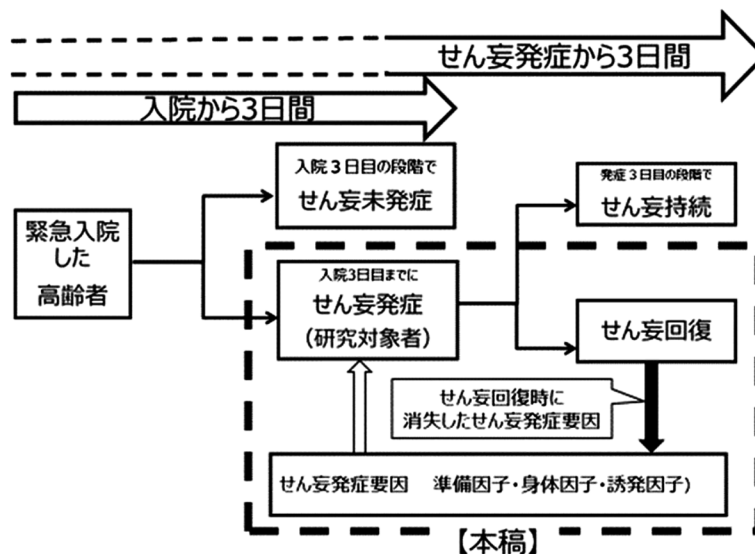 せん妄発症から3日間
入院から3日間
入院３日目の段階で
せん妄未発症
発症３日目の段階で
せん妄持続
緊急入院
した
高齢者
入院3日目までに
せん妄発症
（研究対象者）
せん妄回復
せん妄回復時に
消失したせん妄発症要因
せん妄発症要因　準備因子・身体因子・誘発因子）
【本稿】